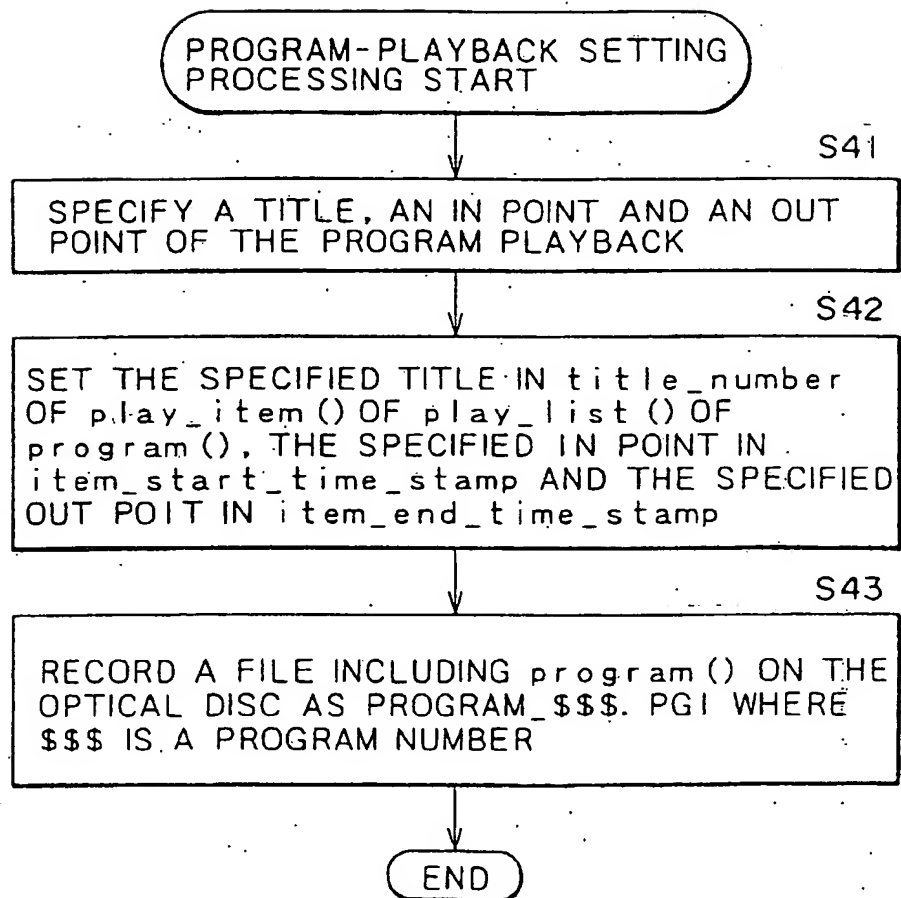 PROGRAM-PLAYBACK SETTING
PROCESSING START
S41
SPECIFY A TITLE, AN IN POINT AND AN OUT
POINT OF THE PROGRAM PLAYBACK
S42
SET THE SPECIFIED TITLE IN title_number
OF play_item() OF play_list() OF
program(), THE SPECIFIED IN POINT IN
item_start_time_stamp AND THE SPECIFIED
OUT POIT IN item_end_time_stamp
S43
RECORD A FILE INCLUDING program() ON THE
OPTICAL DISC AS PROGRAM_$$$. PGI WHERE
$$$ IS A PROGRAM NUMBER
END